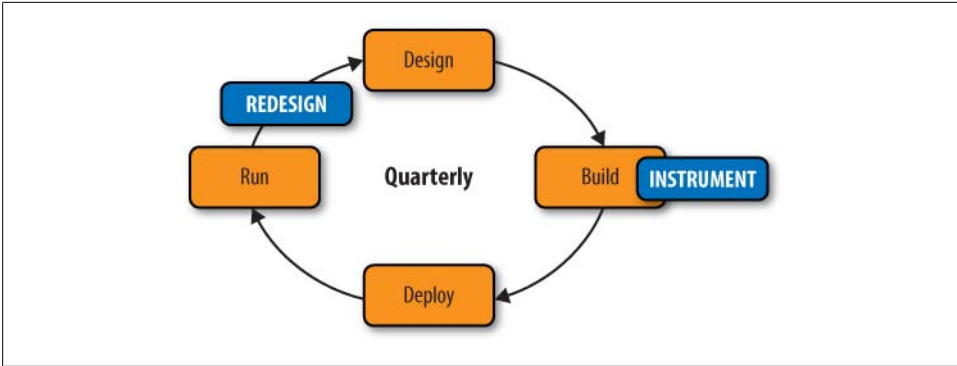 Design
REDESIGN
Run
Quarterly
Build
INSTRUMENT
Deploy